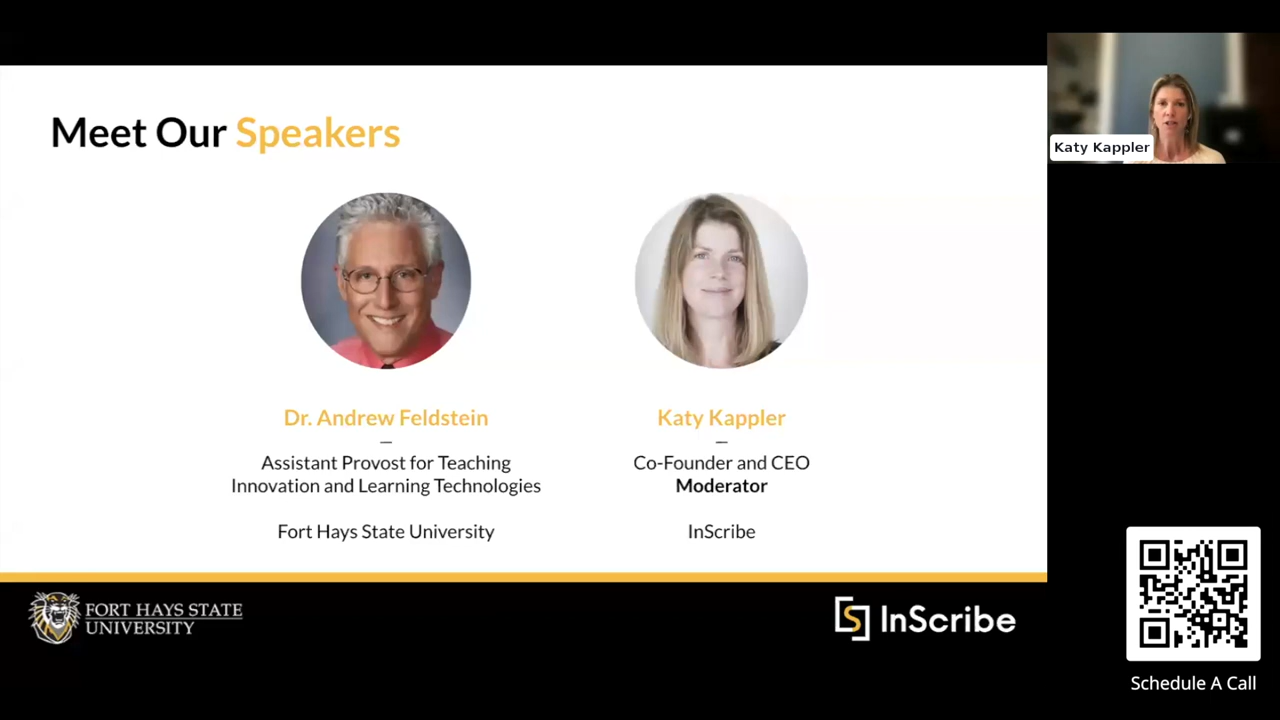 Meet Our Speakers
Katy Kappler
Dr. Andrew Feldstein
—
Assistant Provost for Teaching
Innovation and Learning Technologies
Fort Hays State University
Katy Kappler
—
Co-Founder and CEO
Moderator
InScribe
FORT HAYS STATE
UNIVERSITY
InScribe
Schedule A Call